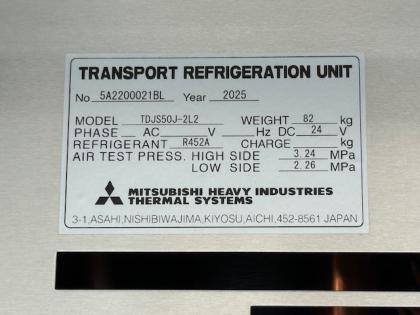 TRANSPORT REFRIGERATION UNIT
No 5A2200021BL Year 2025
MODEL TDJS50J-2L2 WEIGHT 82 kg
PHASE AC V Hz DC 24 V
REFRIGERANT R452A CHARGE kg
AIR TEST PRESS. HIGH SIDE 3.24 MPa
LOW SIDE 2.26 MPa
MITSUBISHI HEAVY INDUSTRIES
THERMAL SYSTEMS
3-1,ASAHI,NISHIBIWAJIMA,KIYOSU,AICHI,452-8561 JAPAN